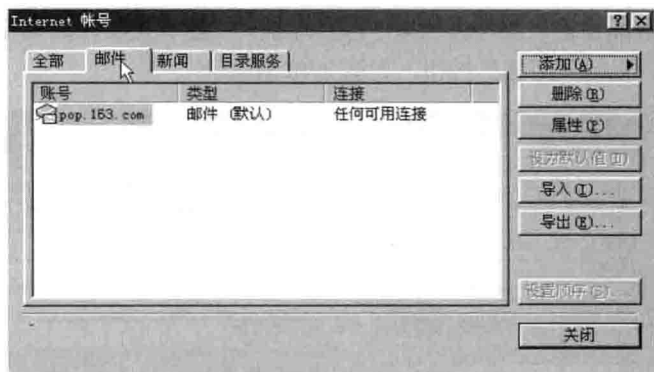 Internet 帐号
全部 邮件 新闻 目录服务
账号 类型 连接
pop.163.com 邮件 (默认) 任何可用连接
添加(A)
删除(R)
属性(P)
设为默认值(D)
导入(I)...
导出(E)...
设置顺序(S)...
关闭